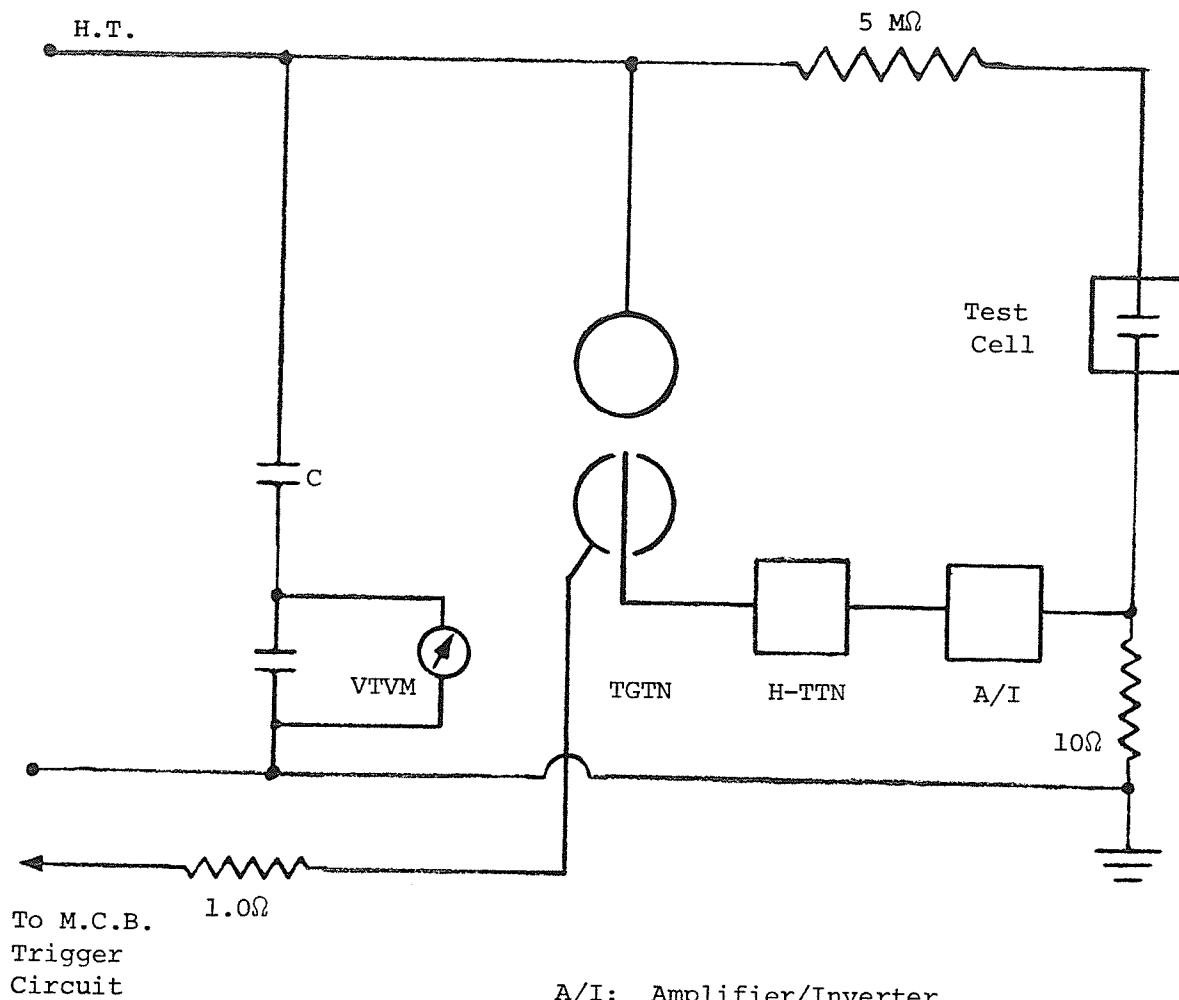 H.T.
5 MΩ
Test
Cell
C
VTVM
TGTN
H-TTN
A/I
10Ω
1.0Ω
To M.C.B.
Trigger
Circuit
A/I: Amplifier/Inverter